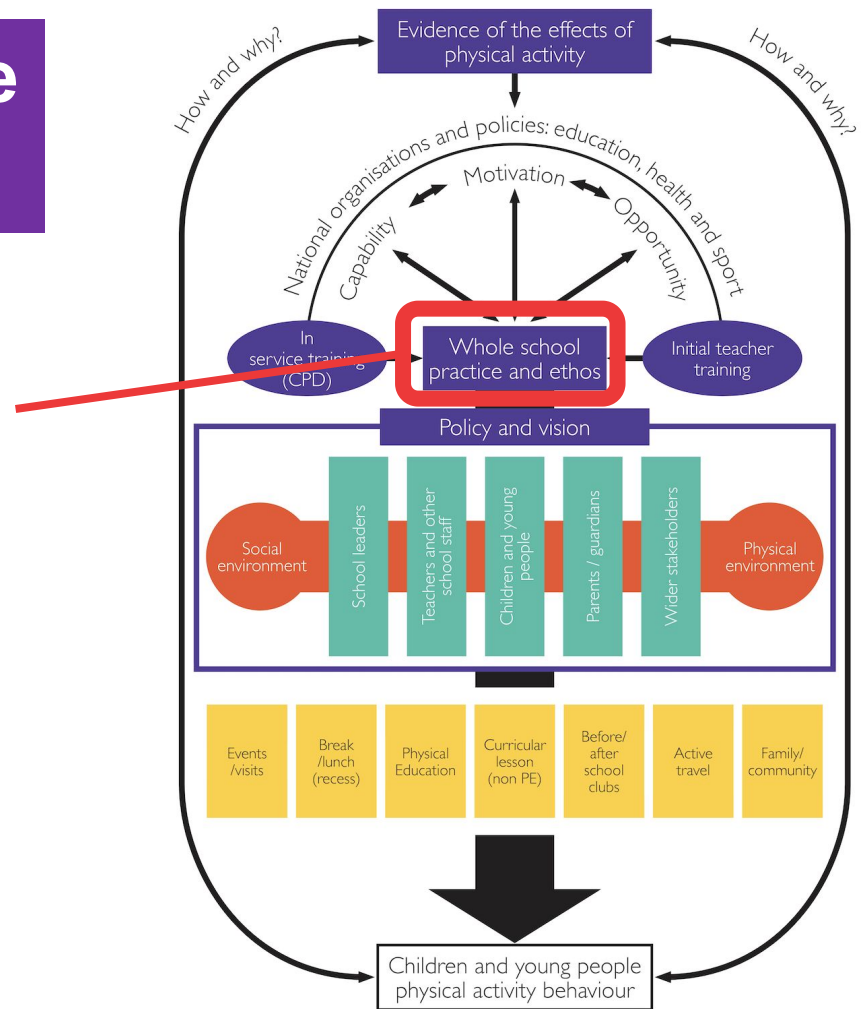 e
Evidence of the effects of
physical activity
How and why?
How and why?
National organisations and policies: education, health and sport
Motivation
Capability
Opportunity
In
service training
(CPD)
Whole school
practice and ethos
Initial teacher
training
Policy and vision
Social
environment
School leaders
Teachers and other
school staff
Children and young
people
Parents / guardians
Wider stakeholders
Physical
environment
Events
/visits
Break
/lunch
(recess)
Physical
Education
Curricular
lesson
(non PE)
Before/
after
school
clubs
Active
travel
Family/
community
Children and young people
physical activity behaviour